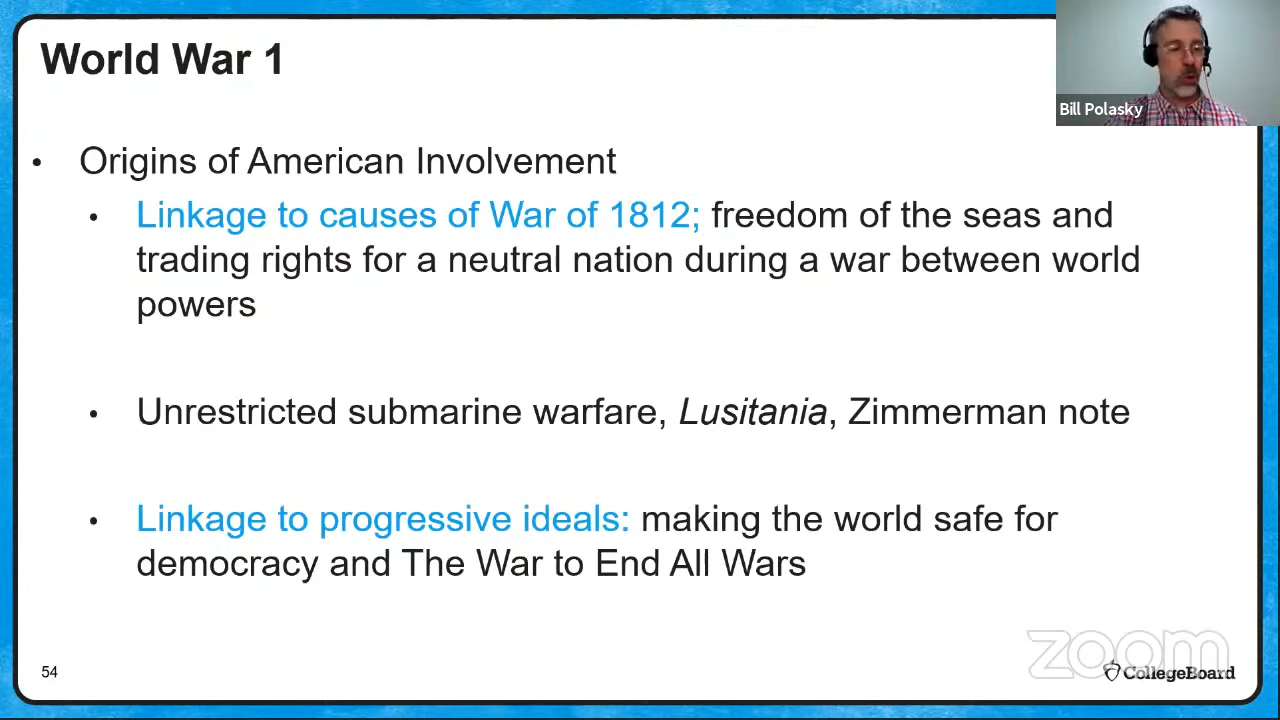 World War 1
Bill Polasky
• Origins of American Involvement
• Linkage to causes of War of 1812; freedom of the seas and
trading rights for a neutral nation during a war between world
powers
• Unrestricted submarine warfare, Lusitania, Zimmerman note
• Linkage to progressive ideals: making the world safe for
democracy and The War to End All Wars
54
zoom
CollegeBoard